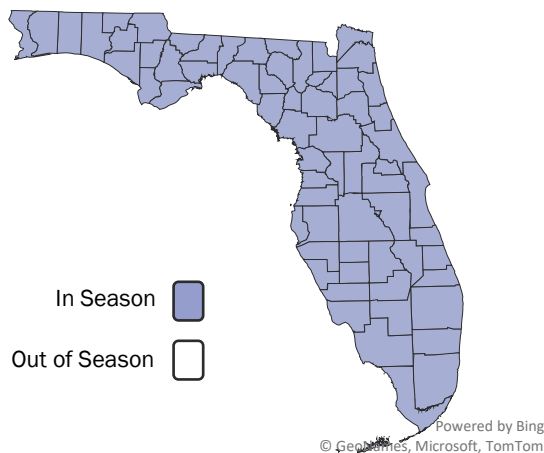 In Season
Out of Season
Powered by Bing
© GeoNames, Microsoft, TomTom